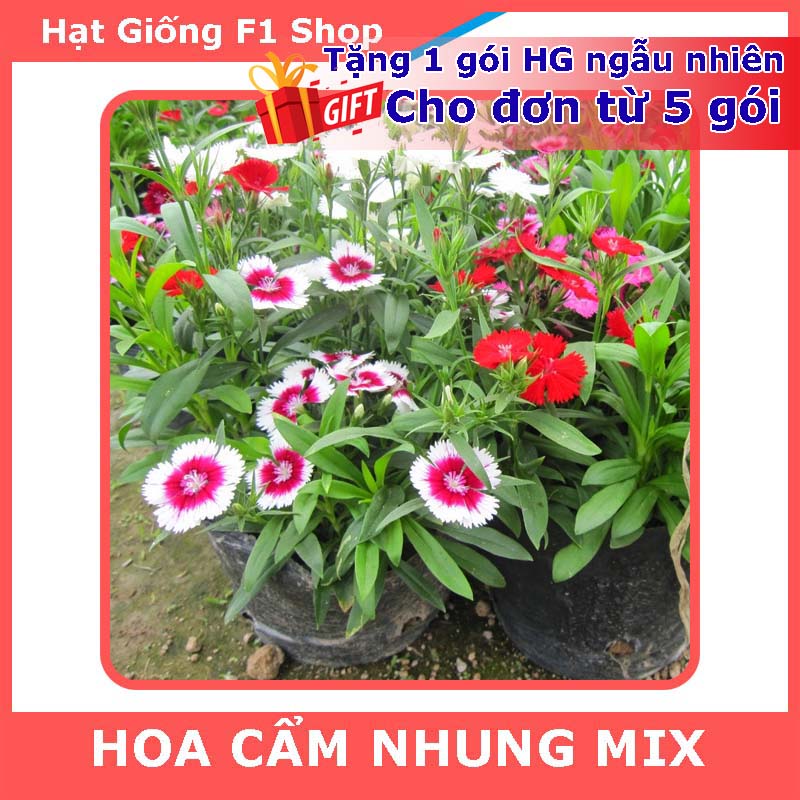 Hạt Giống F1 Shop
Tặng 1 gói HG ngẫu nhiên
GIFT
Cho đơn từ 5 gói
HOA CẨM NHUNG MIX